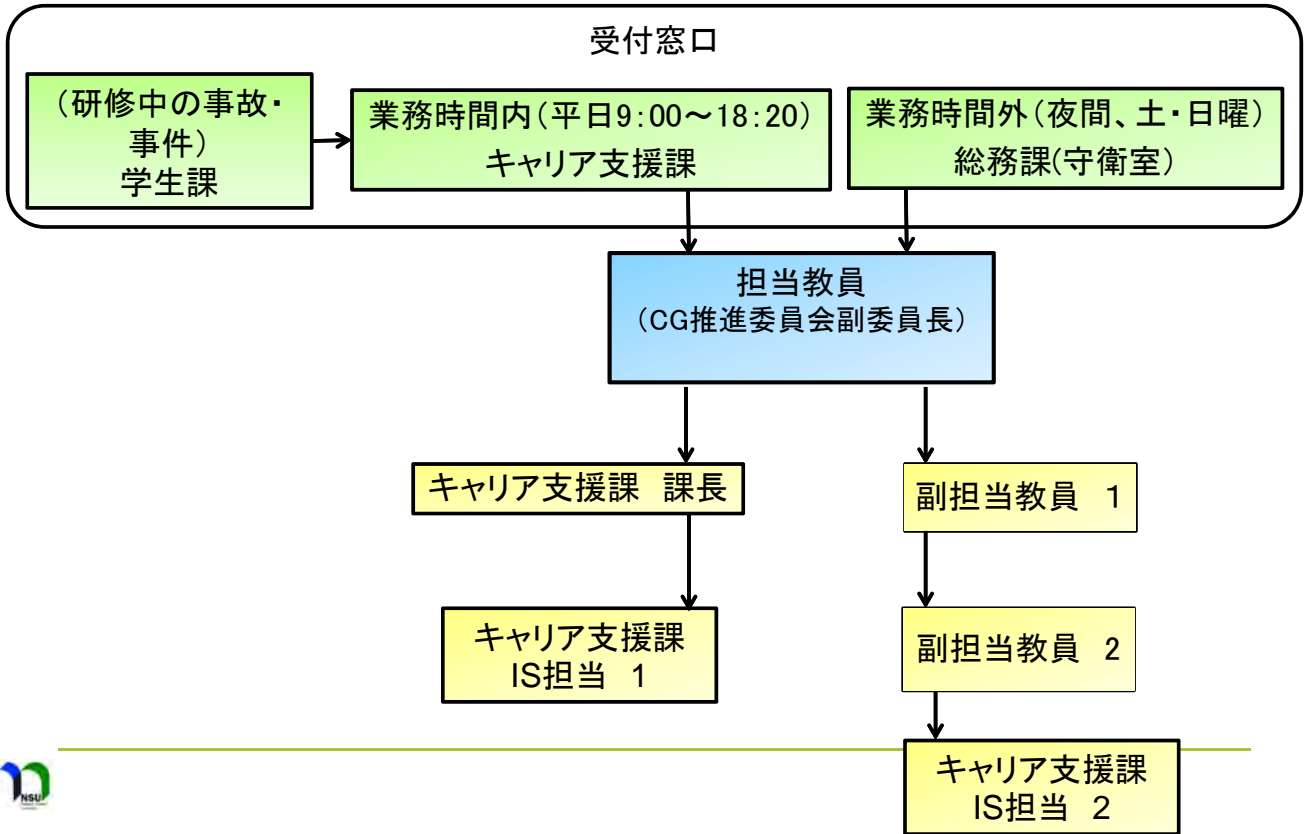 受付窓口
(研修中の事故・
事件)
学生課
業務時間内(平日9:00～18:20)
キャリア支援課
業務時間外(夜間、土・日曜)
総務課(守衛室)
担当教員
(CG推進委員会副委員長)
キャリア支援課　課長
副担当教員　1
キャリア支援課
IS担当　1
副担当教員　2
キャリア支援課
IS担当　2
NSU